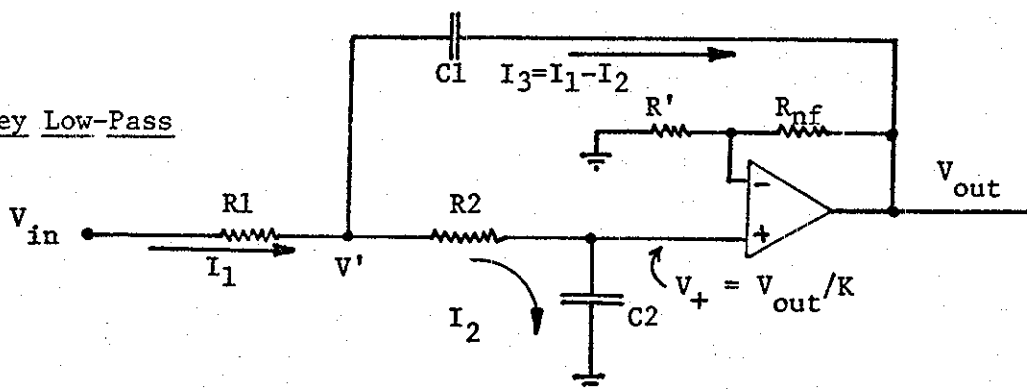 C1
I3=I1-I2
R'
Rnf
ey Low-Pass
Vout
Vin
R1
R2
-
+
I1
V'
V+ = Vout/K
I2
C2